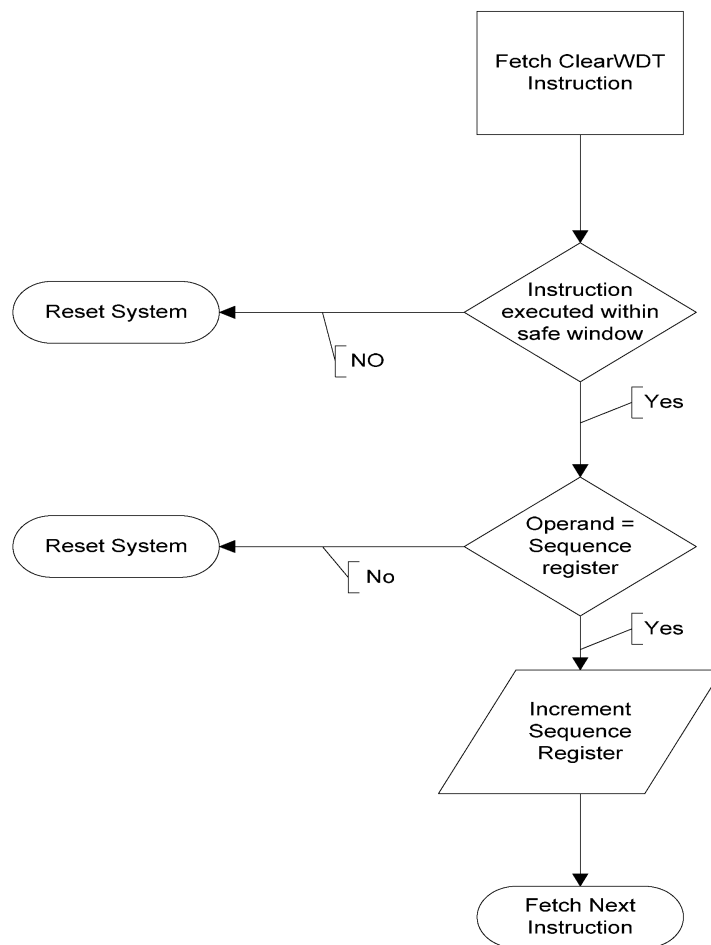 Fetch ClearWDT
Instruction
Instruction
executed within
safe window
Reset System
NO
Yes
Operand =
Sequence
register
Reset System
No
Yes
Increment
Sequence
Register
Fetch Next
Instruction